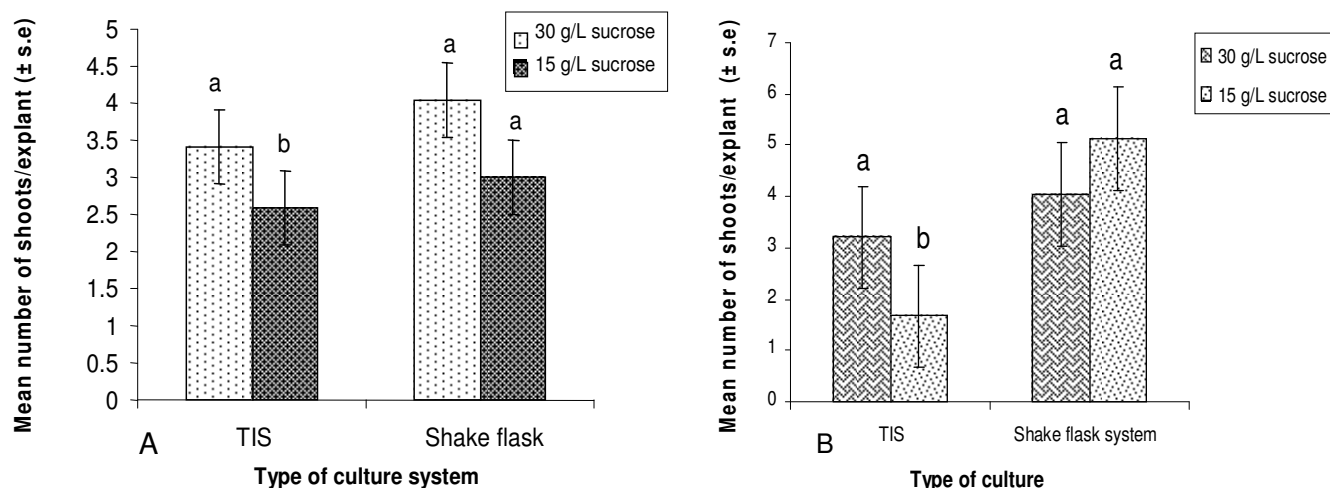 Mean number of shoots/explant (± s.e)
5
4.5
4
3.5
3
2.5
2
1.5
1
0.5
0
30 g/L sucrose
15 g/L sucrose
a
b
a
a
TIS
Shake flask
A
Type of culture system
Mean number of shoots/explant (± s.e)
7
6
5
4
3
2
1
0
30 g/L sucrose
15 g/L sucrose
a
b
a
a
TIS
Shake flask system
B
Type of culture